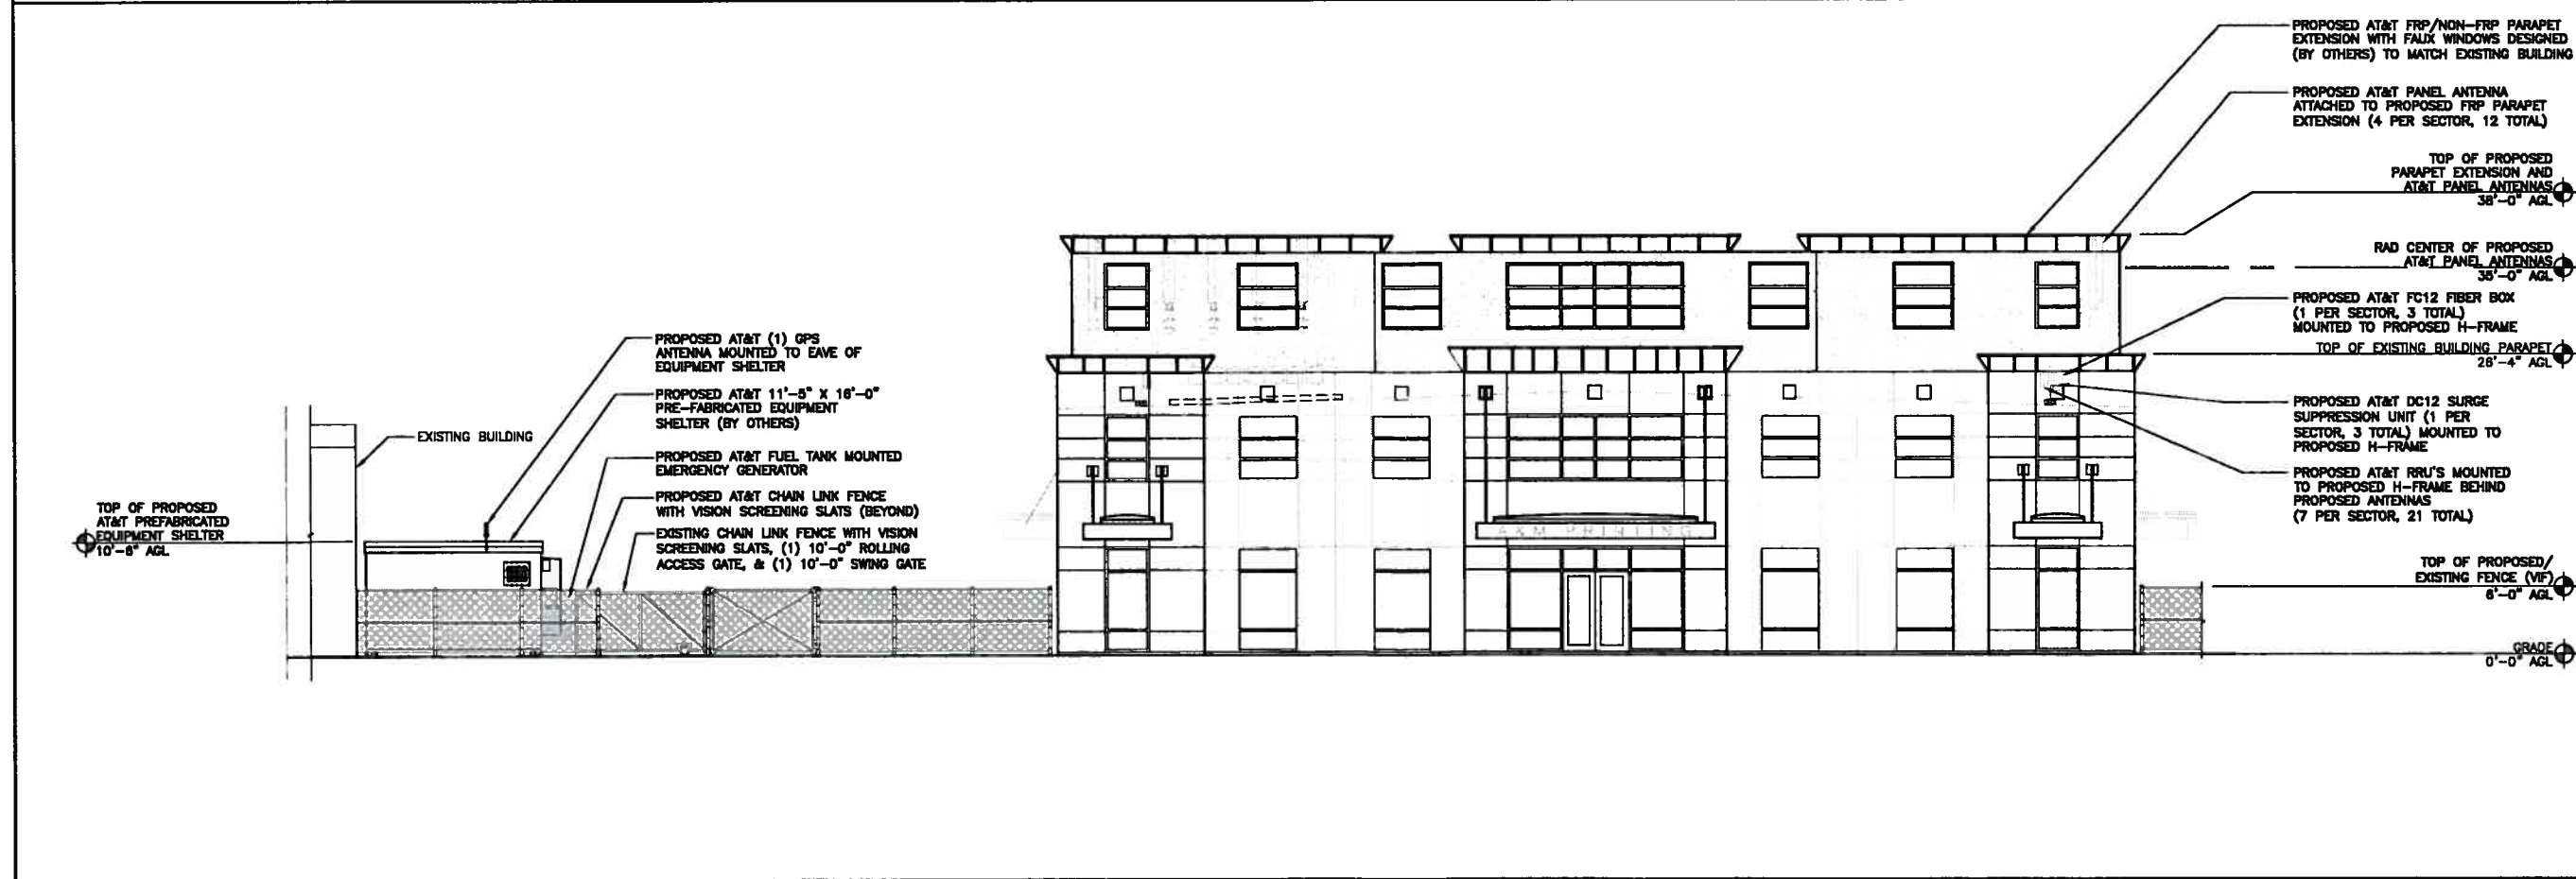 PROPOSED AT&T FRP/NON-FRP PARAPET
EXTENSION WITH FAUX WINDOWS DESIGNED
(BY OTHERS) TO MATCH EXISTING BUILDING
PROPOSED AT&T PANEL ANTENNA
ATTACHED TO PROPOSED FRP PARAPET
EXTENSION (4 PER SECTOR, 12 TOTAL)
TOP OF PROPOSED
PARAPET EXTENSION AND
AT&T PANEL ANTENNAS
38'-0" AGL
RAD CENTER OF PROPOSED
AT&T PANEL ANTENNAS
35'-0" AGL
PROPOSED AT&T FC12 FIBER BOX
(1 PER SECTOR, 3 TOTAL)
MOUNTED TO PROPOSED H-FRAME
TOP OF EXISTING BUILDING PARAPET
26'-4" AGL
PROPOSED AT&T DC12 SURGE
SUPPRESSION UNIT (1 PER
SECTOR, 3 TOTAL) MOUNTED TO
PROPOSED H-FRAME
PROPOSED AT&T RRU'S MOUNTED
TO PROPOSED H-FRAME BEHIND
PROPOSED ANTENNAS
(7 PER SECTOR, 21 TOTAL)
TOP OF PROPOSED/
EXISTING FENCE (VIF)
6'-0" AGL
GRADE
0'-0" AGL
PROPOSED AT&T (1) GPS
ANTENNA MOUNTED TO EAVE OF
EQUIPMENT SHELTER
PROPOSED AT&T 11'-5" X 16'-0"
PRE-FABRICATED EQUIPMENT
SHELTER (BY OTHERS)
EXISTING BUILDING
PROPOSED AT&T FUEL TANK MOUNTED
EMERGENCY GENERATOR
PROPOSED AT&T CHAIN LINK FENCE
WITH VISION SCREENING SLATS (BEYOND)
EXISTING CHAIN LINK FENCE WITH VISION
SCREENING SLATS, (1) 10'-0" ROLLING
ACCESS GATE, & (1) 10'-0" SWING GATE
TOP OF PROPOSED
AT&T PREFABRICATED
EQUIPMENT SHELTER
10'-6" AGL
A&M PRINTING